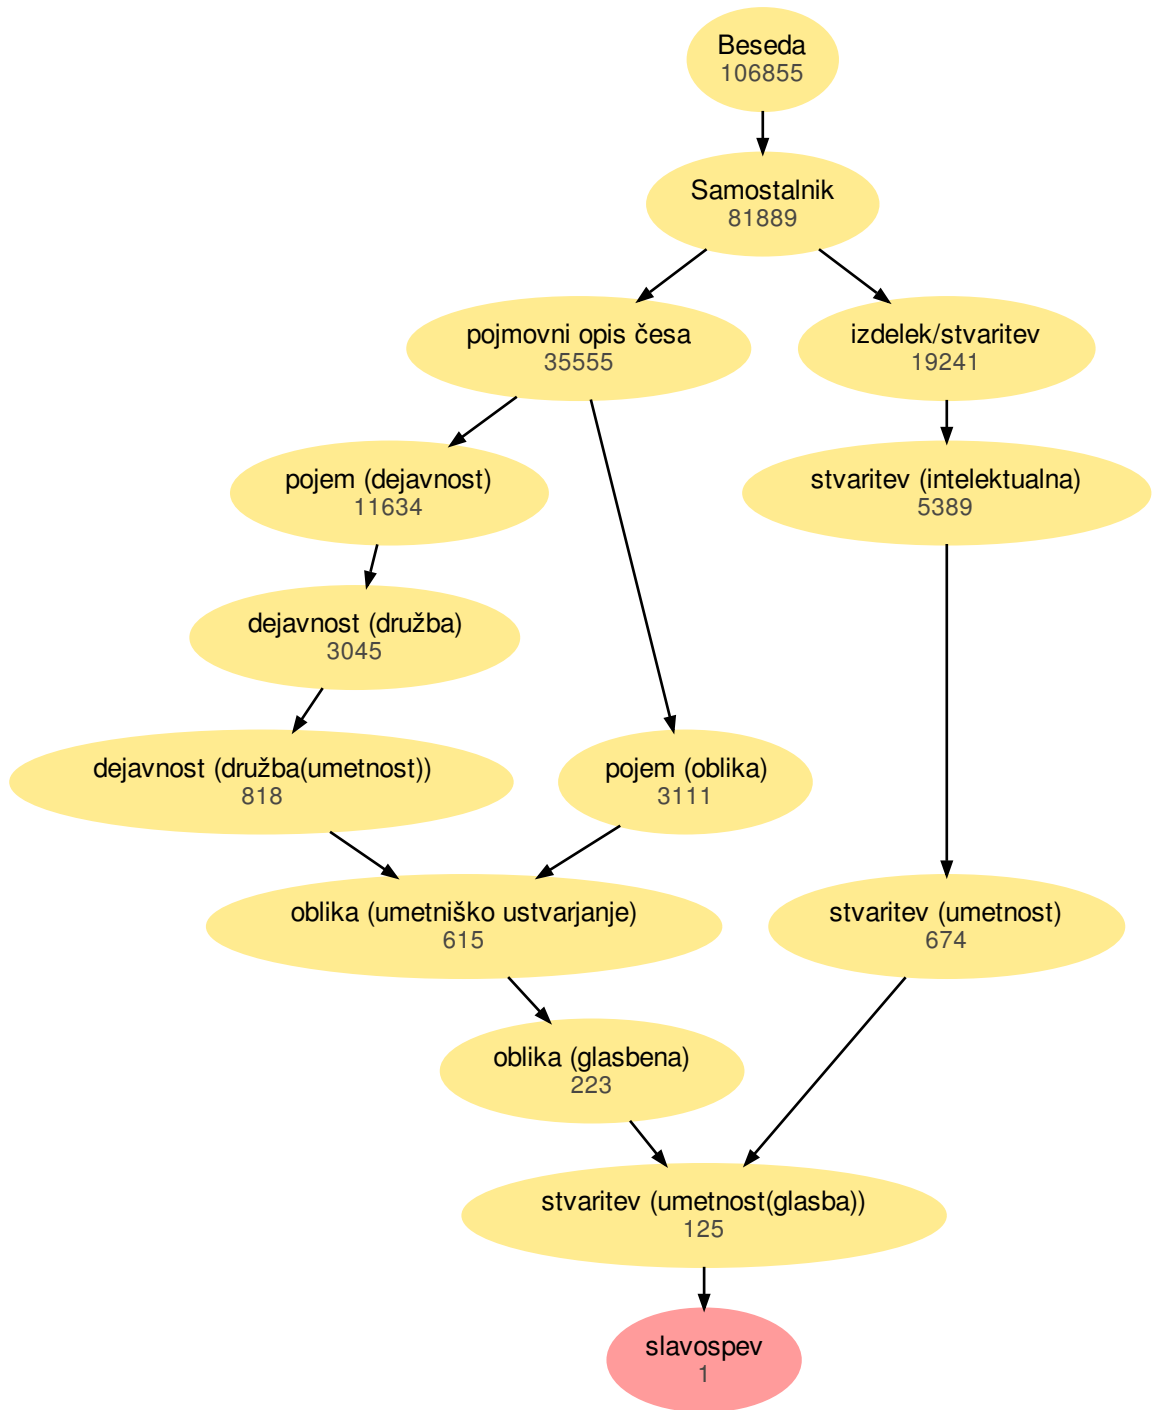 Beseda
106855
Samostalnik
81889
pojmovni opis česa
35555
izdelek/stvaritev
19241
pojem (dejavnost)
11634
stvaritev (intelektualna)
5389
dejavnost (družba)
3045
dejavnost (družba(umetnost))
818
pojem (oblika)
3111
oblika (umetniško ustvarjanje)
615
stvaritev (umetnost)
674
oblika (glasbena)
223
stvaritev (umetnost(glasba))
125
slavospev
1